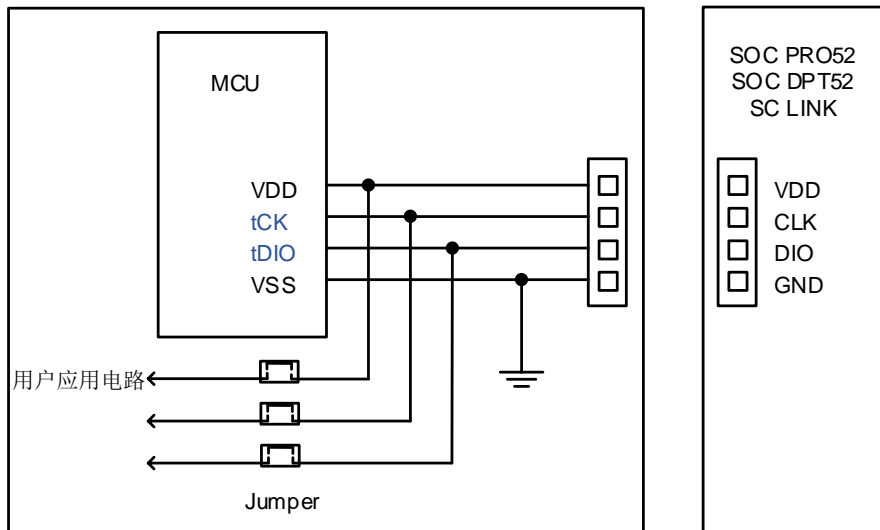 SOC PRO52
SOC DPT52
SC LINK
MCU
VDD
tCK
tDIO
VSS
VDD
CLK
DIO
GND
用户应用电路
Jumper